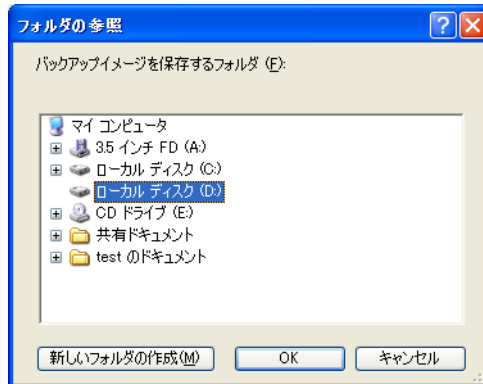 フォルダの参照
バックアップイメージを保存するフォルダ (F):
マイ コンピュータ
3.5 インチ FD (A:)
ローカル ディスク (C:)
ローカル ディスク (D:)
CD ドライブ (E:)
共有ドキュメント
test のドキュメント
新しいフォルダの作成(M)
OK
キャンセル